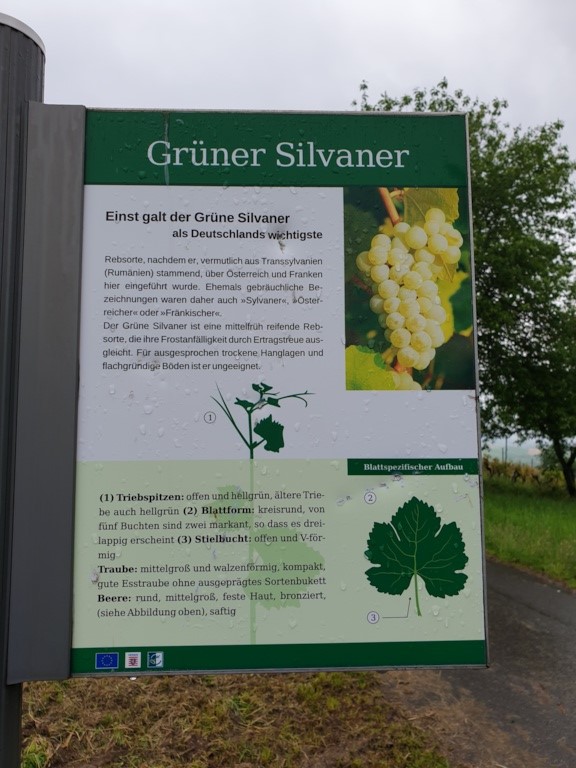 Grüner Silvaner
Einst galt der Grüne Silvaner
als Deutschlands wichtigste
Rebsorte, nachdem er, vermutlich aus Transsylvanien
(Rumänien) stammend, über Österreich und Franken
hier eingeführt wurde. Ehemals gebräuchliche Be-
zeichnungen waren daher auch »Sylvaner«, »Öster-
reicher« oder »Fränkischer«.
Der Grüne Silvaner ist eine mittelfrüh reifende Reb-
sorte, die ihre Frostanfälligkeit durch Ertragstreue aus-
gleicht. Für ausgesprochen trockene Hanglagen und
flachgründige Böden ist er ungeeignet.
1
Blattspezifischer Aufbau
2
(1) Triebspitzen: offen und hellgrün, ältere Trie-
be auch hellgrün (2) Blattform: kreisrund, von
fünf Buchten sind zwei markant, so dass es drei-
lappig erscheint (3) Stielbucht: offen und V-för-
mig
Traube: mittelgroß und walzenförmig, kompakt,
gute Esstraube ohne ausgeprägtes Sortenbukett
Beere: rund, mittelgroß, feste Haut, bronziert,
(siehe Abbildung oben), saftig
3